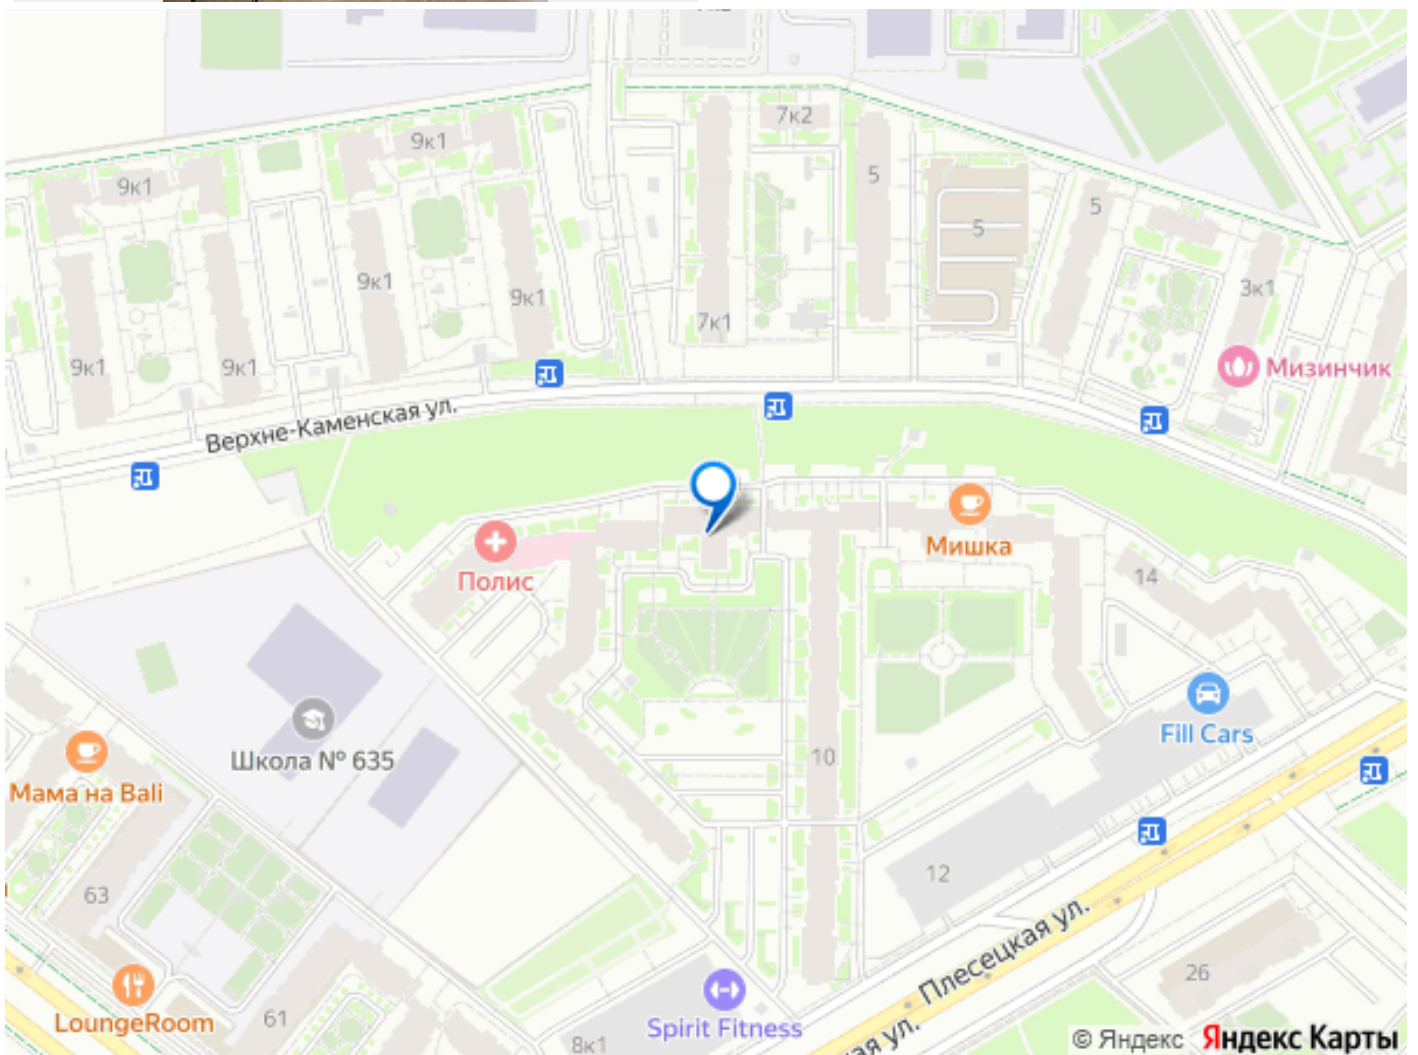 9к1
9к1
7к2
5
5
5
9к1
9к1
3к1
7к1
9к1
9к1
Мизинчик
Верхне-Каменская ул.
Полис
Мишка
14
Школа № 635
Fill Cars
10
Мама на Bali
63
12
Плесецкая ул.
26
LoungeRoom
61
Spirit Fitness
8к1
ая ул.
© Яндекс Яндекс Карты